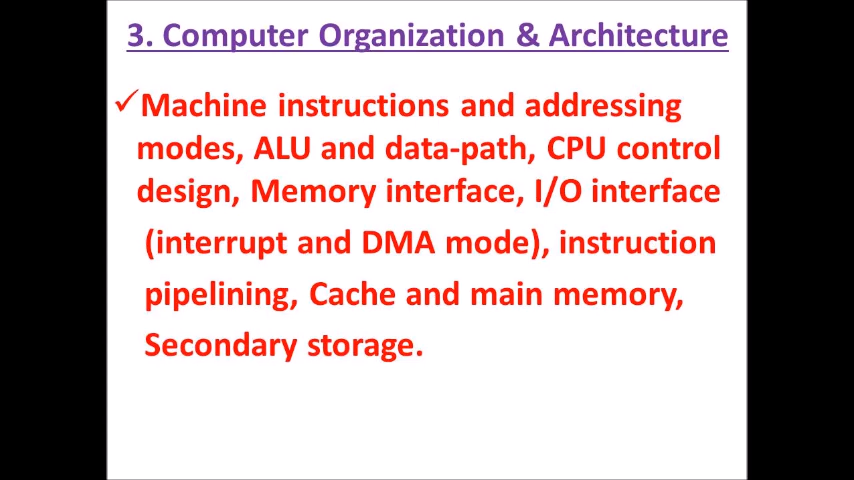 3. Computer Organization & Architecture
✓Machine instructions and addressing
modes, ALU and data-path, CPU control
design, Memory interface, I/O interface
(interrupt and DMA mode), instruction
pipelining, Cache and main memory,
Secondary storage.